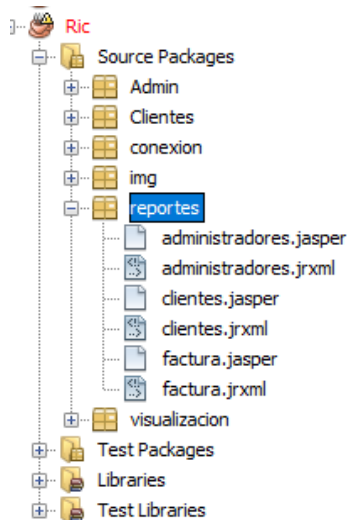 Ric
Source Packages
Admin
Clientes
conexion
img
reportes
administradores.jasper
administradores.jrxml
clientes.jasper
clientes.jrxml
factura.jasper
factura.jrxml
visualizacion
Test Packages
Libraries
Test Libraries